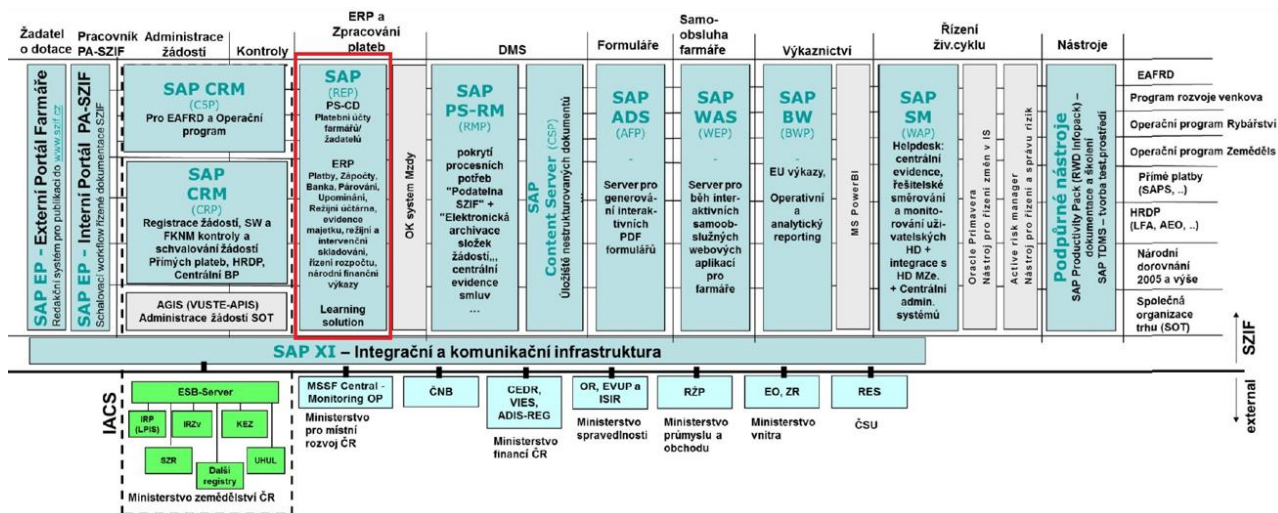 Žadatel
o dotace
Pracovník
PA-SZIF
Administrace
žádostí
Kontroly
ERP a
Zpracování
plateb
DMS
Formuláře
Samo-
obsluha
farmáře
Výkaznictví
Řízení
živ.cyklu
Nástroje
SAP EP - Externí Portál Farmáře
Redakční systém pro publikaci do www.szif.cz
SAP EP - Interní Portál PA-SZIF
Schalovací workflow řízené dokumentace SZIF
SAP CRM
(C5P)
Pro EAFRD a Operační
program
SAP
CRM
(CRP)
Registrace žádostí, SW a
FKNM kontroly a
schvalování žádostí
Přímých plateb, HRDP,
Centrální BP
AGIS (VUSTE-APIS)
Administrace žádostí SOT
SAP
(REP)
PS-CD
Platební účty
farmářů/
žadatelů
ERP
Platby, Zápočty,
Banka, Párování,
Upomínání,
Režijní účtárna,
evidence
majetku, režijní a
intervenční
skladování,
řízení rozpočtu,
národní finanční
výkazy
Learning
solution
OK system Mzdy
SAP
PS-RM
(RMP)
pokrytí
procesních
potřeb
"Podatelna
SZIF" +
"Elektronická
archivace
složek
žádostí...
centrální
evidence
smluv
...
SAP
Content Server (CSP)
Úložiště nestrukturovaných dokumentů
SAP
ADS
(AFP)
-
Server pro
generování
interak-
tivních
PDF
formulářů
SAP
WAS
(WEP)
-
Server pro
běh inter-
aktivních
samoob-
služných
webových
aplikací
pro
farmáře
SAP
BW
(BWP)
-
EU výkazy,
Operativní
a
analytický
reporting
MS PowerBI
SAP
SM
(WAP)
Helpdesk:
centrální
evidence,
řešitelské
směrování
a monito-
rování uži-
vatelských
HD +
integrace s
HD MZe.
+ Centrální
admin.
systémů
Oracle Primavera
Nástroj pro řízení změn v IS
Active risk manager
Nástroj pro řízení a správu rizik
Podpůrné nástroje
SAP Productivity Pack (RWD Infopack) –
dokumentace a školení
SAP TDMS – tvorba test.prostředí
EAFRD
Program rozvoje venkova
Operační program Rybářství
Operační program Zeměděls
Přímé platby
(SAPS, ..)
HRDP
(LFA, AEO, ..)
Národní
dorovnání
2005 a výše
Společná
organizace
trhu (SOT)
SAP XI – Integrační a komunikační infrastruktura
SZIF
external
IACS
ESB-Server
IRP
(LPIS)
IRZv
KEZ
SZR
Další
registry
UHUL
Ministerstvo zemědělství ČR
MSSF Central -
Monitoring OP
Ministerstvo
pro místní
rozvoj ČR
ČNB
CEDR,
VIES,
ADIS-REG
Ministerstvo
financí ČR
OR, EVUP a
ISIR
Ministerstvo
spravedlnosti
RŽP
Ministerstvo
průmyslu a
obchodu
EO, ZR
Ministerstvo
vnitra
RES
ČSU